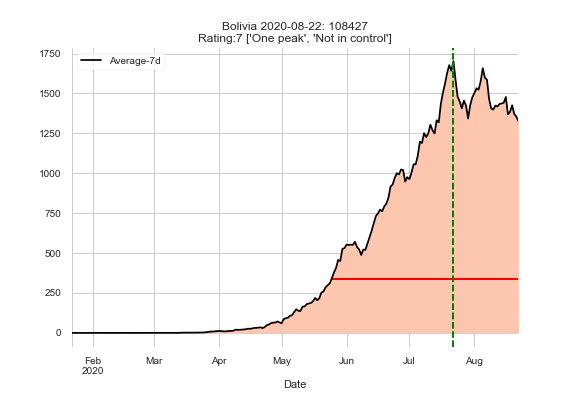 Bolivia 2020-08-22: 108427
Rating:7 ['One peak', 'Not in control']
Average-7d
1750
1500
1250
1000
750
500
250
0
Feb
2020
Mar
Apr
May
Jun
Jul
Aug
Date